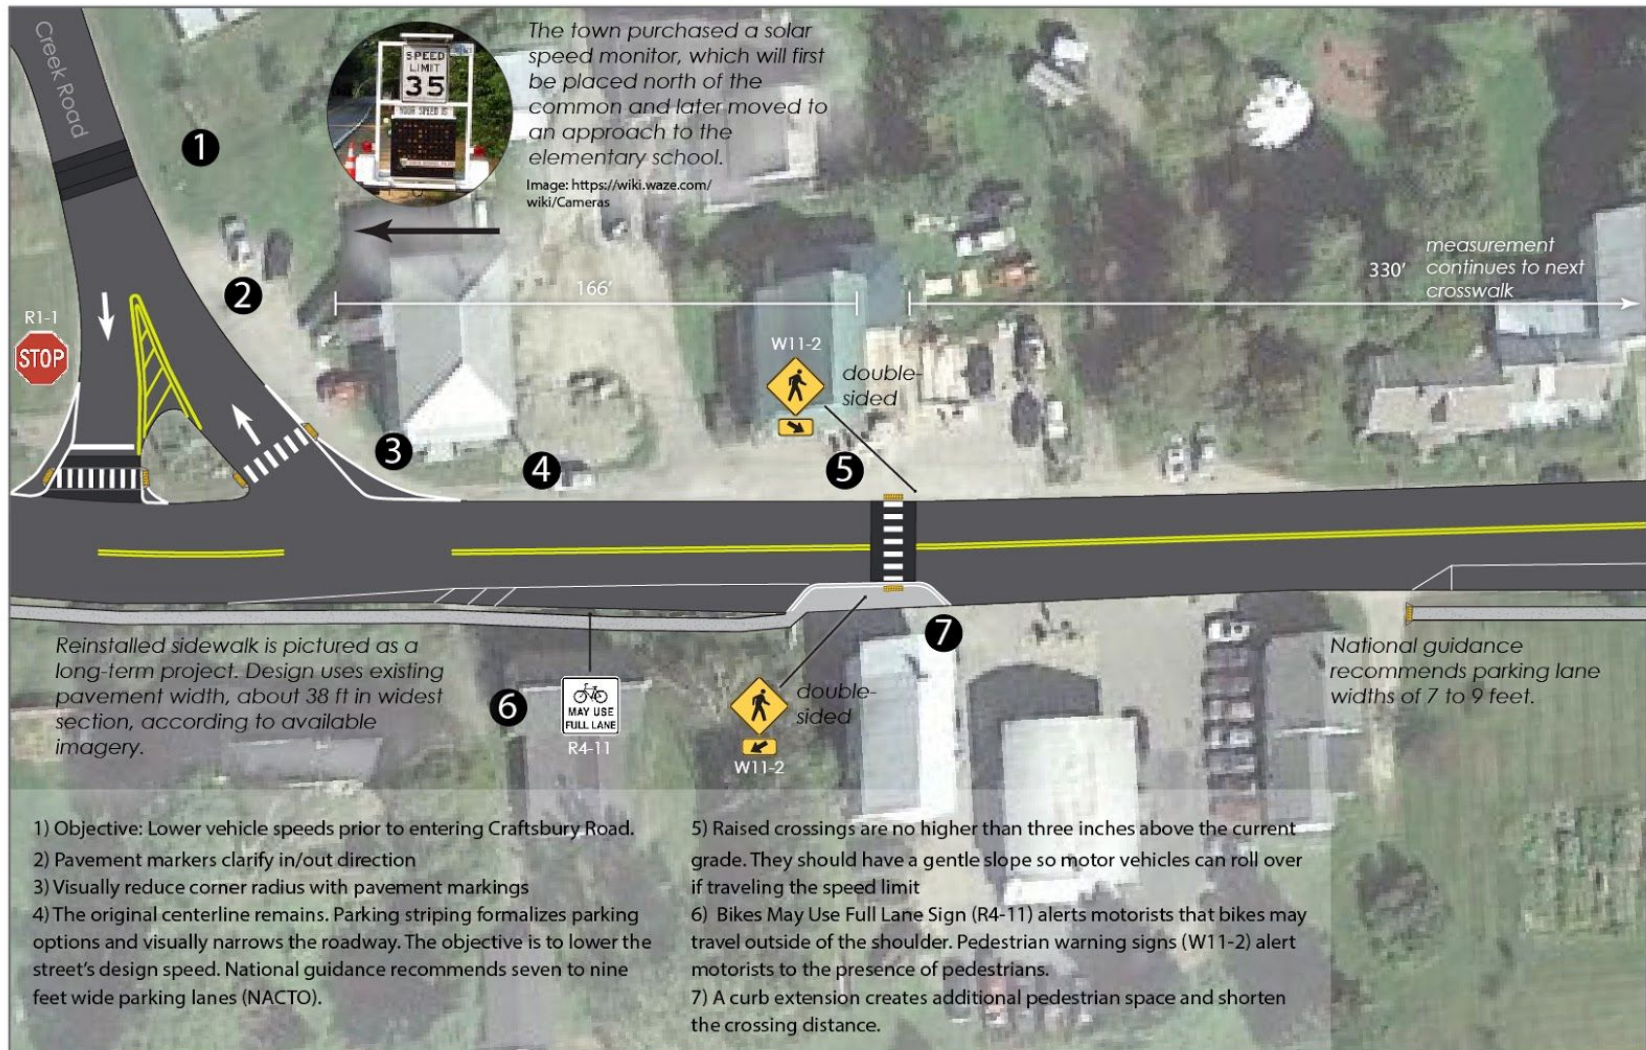 Creek Road
SPEED
LIMIT
35
YOUR SPEED IS
The town purchased a solar
speed monitor, which will first
be placed north of the
common and later moved to
an approach to the
elementary school.
Image: https://wiki.waze.com/
wiki/Cameras
1
2
166'
330'
measurement
continues to next
crosswalk
R1-1
STOP
W11-2
double-
sided
3
4
5
Reinstalled sidewalk is pictured as a
long-term project. Design uses existing
pavement width, about 38 ft in widest
section, according to available
imagery.
6
MAY USE
FULL LANE
R4-11
double-
sided
W11-2
7
National guidance
recommends parking lane
widths of 7 to 9 feet.
1) Objective: Lower vehicle speeds prior to entering Craftsbury Road.
2) Pavement markers clarify in/out direction
3) Visually reduce corner radius with pavement markings
4) The original centerline remains. Parking striping formalizes parking
options and visually narrows the roadway. The objective is to lower the
street's design speed. National guidance recommends seven to nine
feet wide parking lanes (NACTO).
5) Raised crossings are no higher than three inches above the current
grade. They should have a gentle slope so motor vehicles can roll over
if traveling the speed limit
6) Bikes May Use Full Lane Sign (R4-11) alerts motorists that bikes may
travel outside of the shoulder. Pedestrian warning signs (W11-2) alert
motorists to the presence of pedestrians.
7) A curb extension creates additional pedestrian space and shorten
the crossing distance.